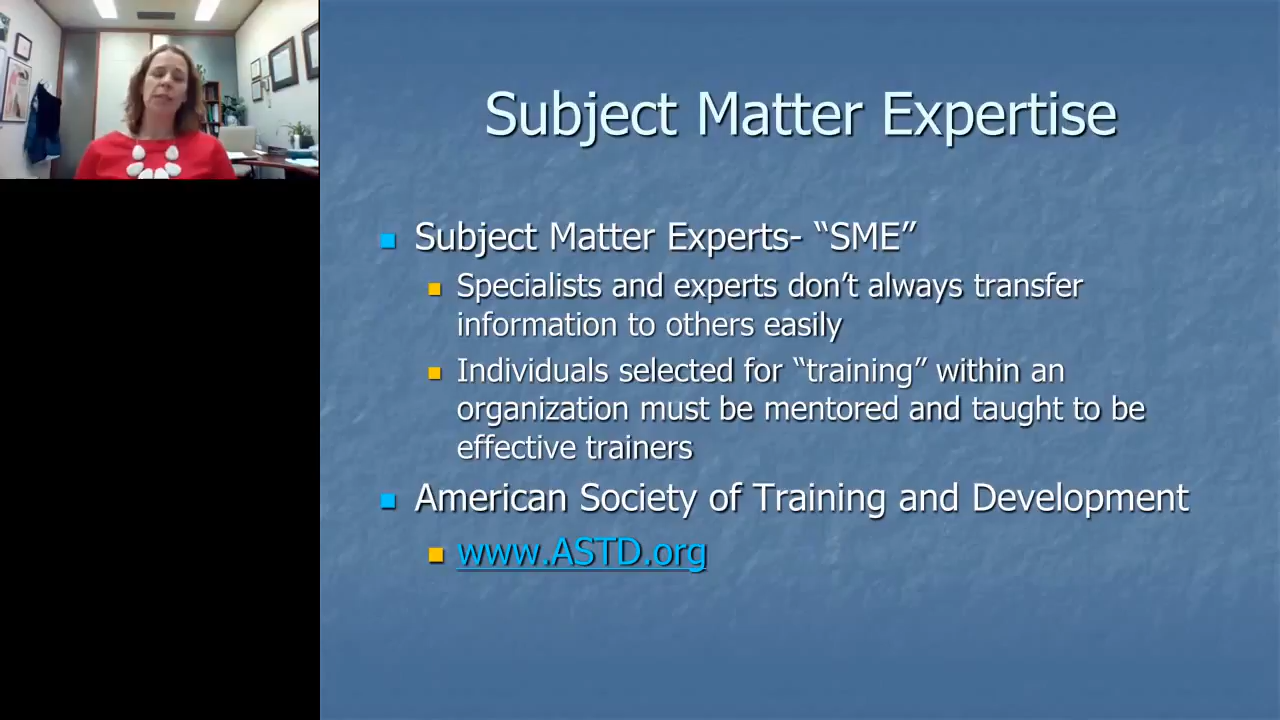 Subject Matter Expertise
Subject Matter Experts- “SME”
Specialists and experts don’t always transfer
information to others easily
Individuals selected for “training” within an
organization must be mentored and taught to be
effective trainers
American Society of Training and Development
www.ASTD.org